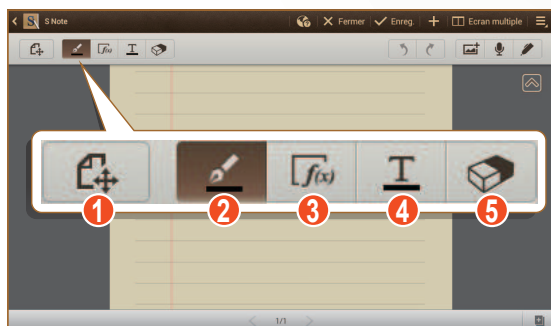 S Note Fermer Enreg. Ecran multiple
f(x) T
f(x) T
1 2 3 4 5
1/1